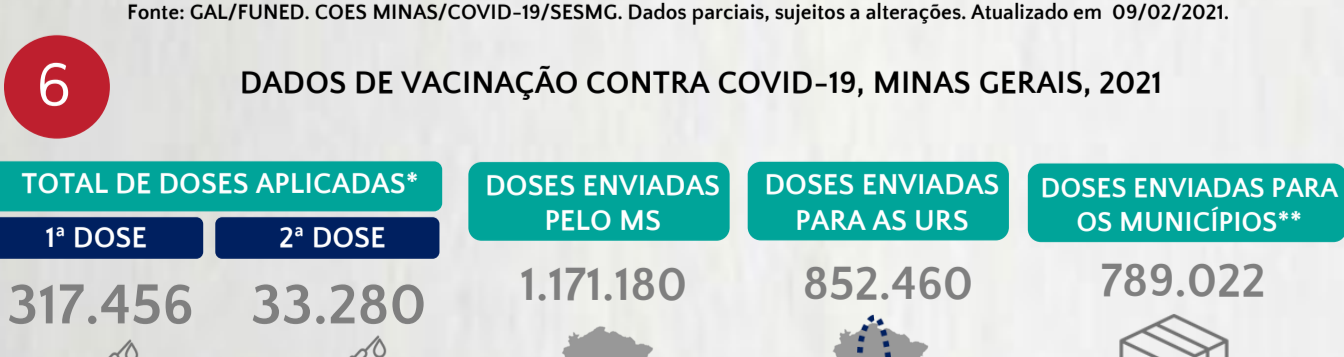 Fonte: GAL/FUNED. COES MINAS/COVID-19/SESMG. Dados parciais, sujeitos a alterações. Atualizado em 09/02/2021.
6
DADOS DE VACINAÇÃO CONTRA COVID-19, MINAS GERAIS, 2021
TOTAL DE DOSES APLICADAS*
1ª DOSE
2ª DOSE
317.456
33.280
DOSES ENVIADAS
PELO MS
1.171.180
DOSES ENVIADAS
PARA AS URS
852.460
DOSES ENVIADAS PARA
OS MUNICÍPIOS**
789.022